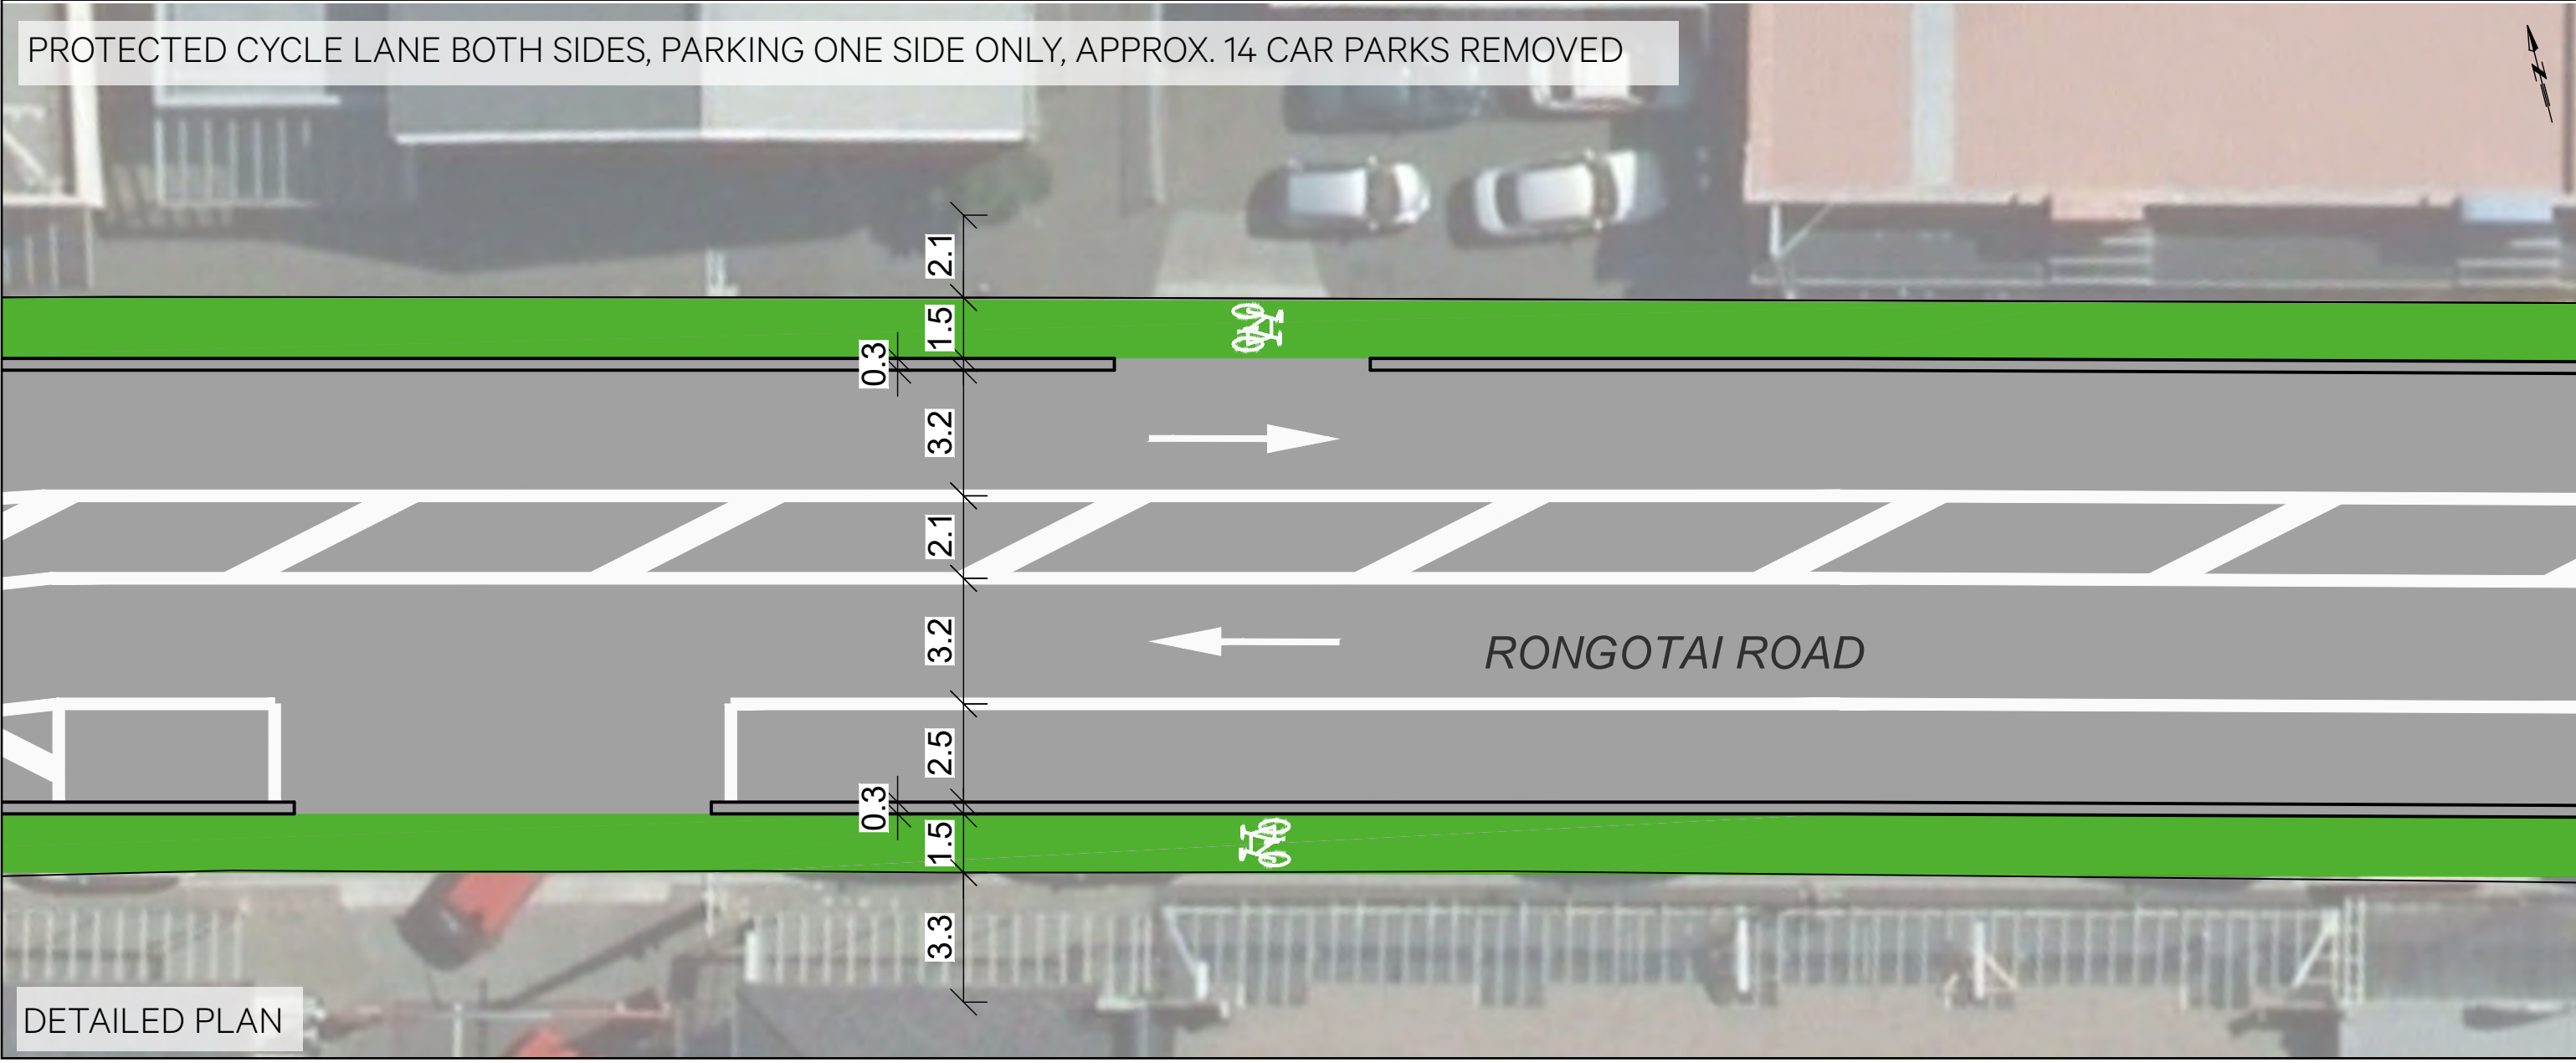 PROTECTED CYCLE LANE BOTH SIDES, PARKING ONE SIDE ONLY, APPROX. 14 CAR PARKS REMOVED
N
2.1
1.5
0.3
3.2
2.1
3.2
RONGOTAI ROAD
2.5
0.3
1.5
3.3
DETAILED PLAN